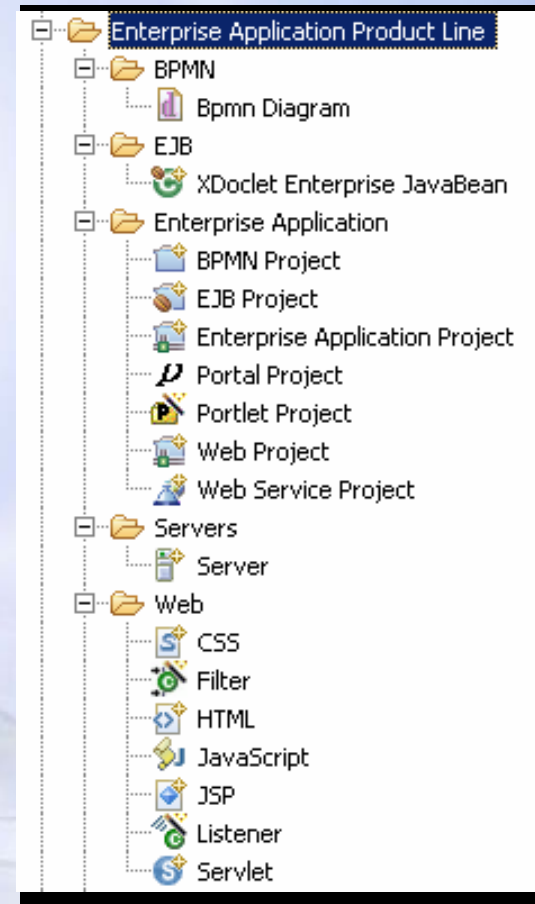 Enterprise Application Product Line
BPMN
Bpmn Diagram
EJB
XDoclet Enterprise JavaBean
Enterprise Application
BPMN Project
EJB Project
Enterprise Application Project
Portal Project
Portlet Project
Web Project
Web Service Project
Servers
Server
Web
CSS
Filter
HTML
JavaScript
JSP
Listener
Servlet